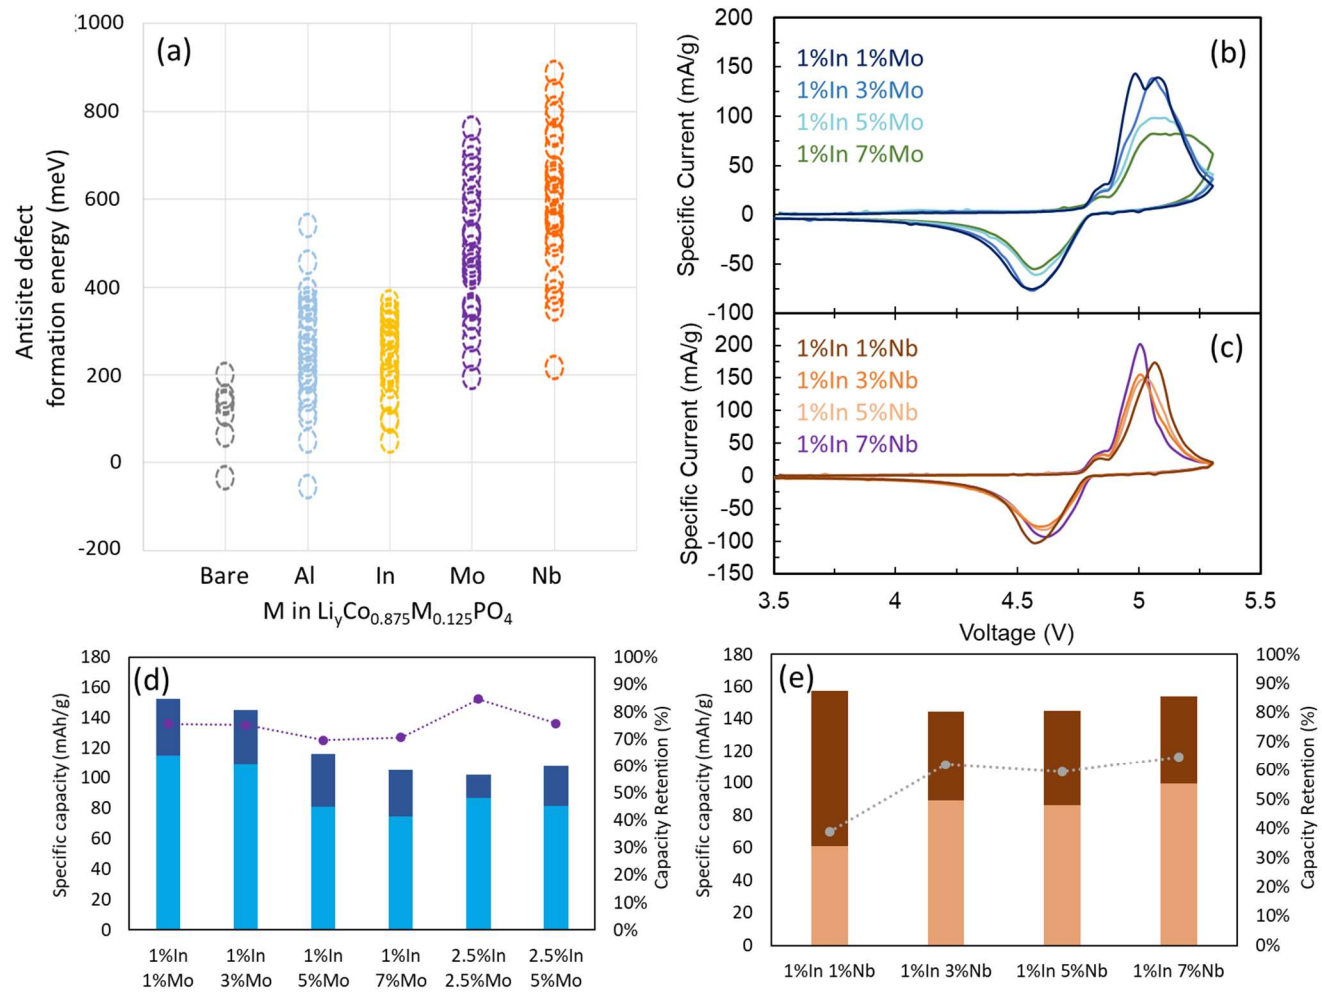 1000
800
600
400
200
0
-200
(a)
Antisite defect
formation energy (meV)
Bare Al In Mo Nb
M in LiyCo0.875M0.125PO4
200
150
100
50
0
-50
-100
Specific Current (mA/g)
1%In 1%Mo
1%In 3%Mo
1%In 5%Mo
1%In 7%Mo
(b)
200
150
100
50
0
-50
-100
-150
Specific Current (mA/g)
1%In 1%Nb
1%In 3%Nb
1%In 5%Nb
1%In 7%Nb
(c)
3.5 4 4.5 5 5.5
Voltage (V)
180
160
140
120
100
80
60
40
20
0
Specific capacity (mAh/g)
(d)
100%
90%
80%
70%
60%
50%
40%
30%
20%
10%
0%
Capacity Retention (%)
1%In 1%In 1%In 1%In 2.5%In 2.5%In
1%Mo 3%Mo 5%Mo 7%Mo 2.5%Mo 5%Mo
180
160
140
120
100
80
60
40
20
0
Specific capacity (mAh/g)
(e)
100%
90%
80%
70%
60%
50%
40%
30%
20%
10%
0%
Capacity Retention (%)
1%In 1%Nb 1%In 3%Nb 1%In 5%Nb 1%In 7%Nb